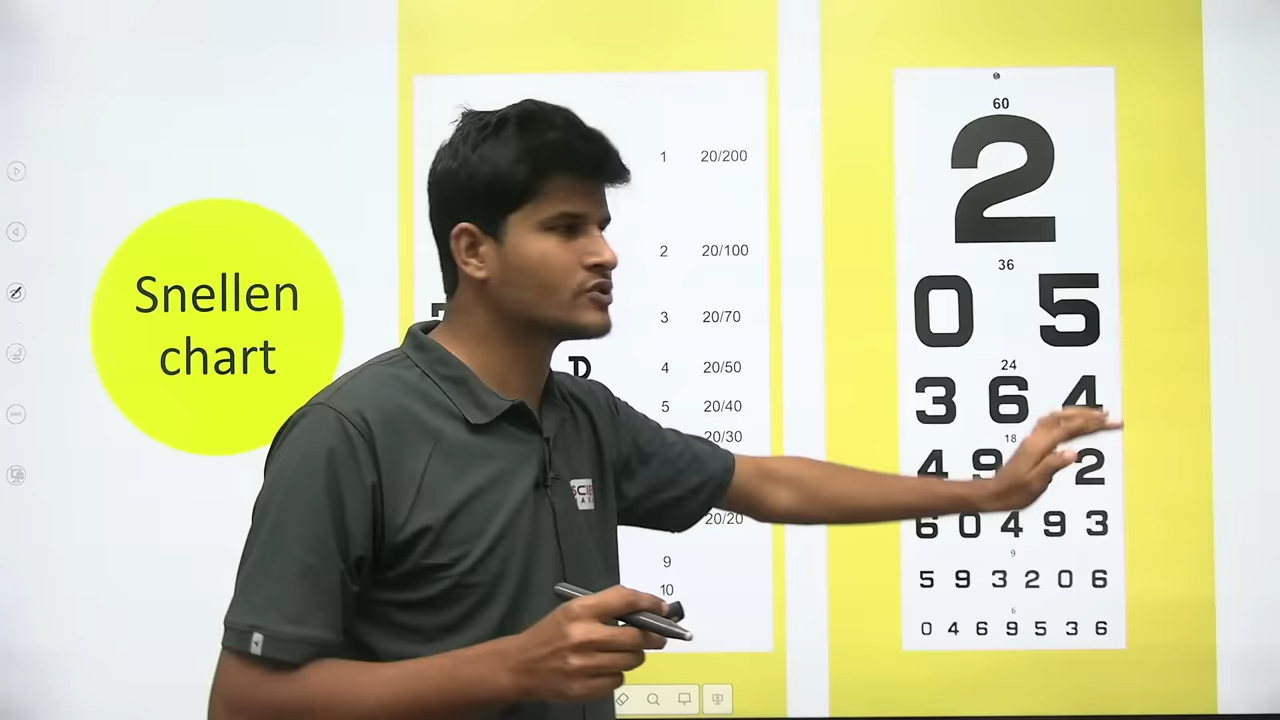 Snellen
chart
1 20/200
2 20/100
3 20/70
D 4 20/50
5 20/40
20/30
20/20
9
10
60
2
36
0 5
24
3 6 4
18
4 9 2
6 0 4 9 3
9
5 9 3 2 0 6
6
0 4 6 9 5 3 6